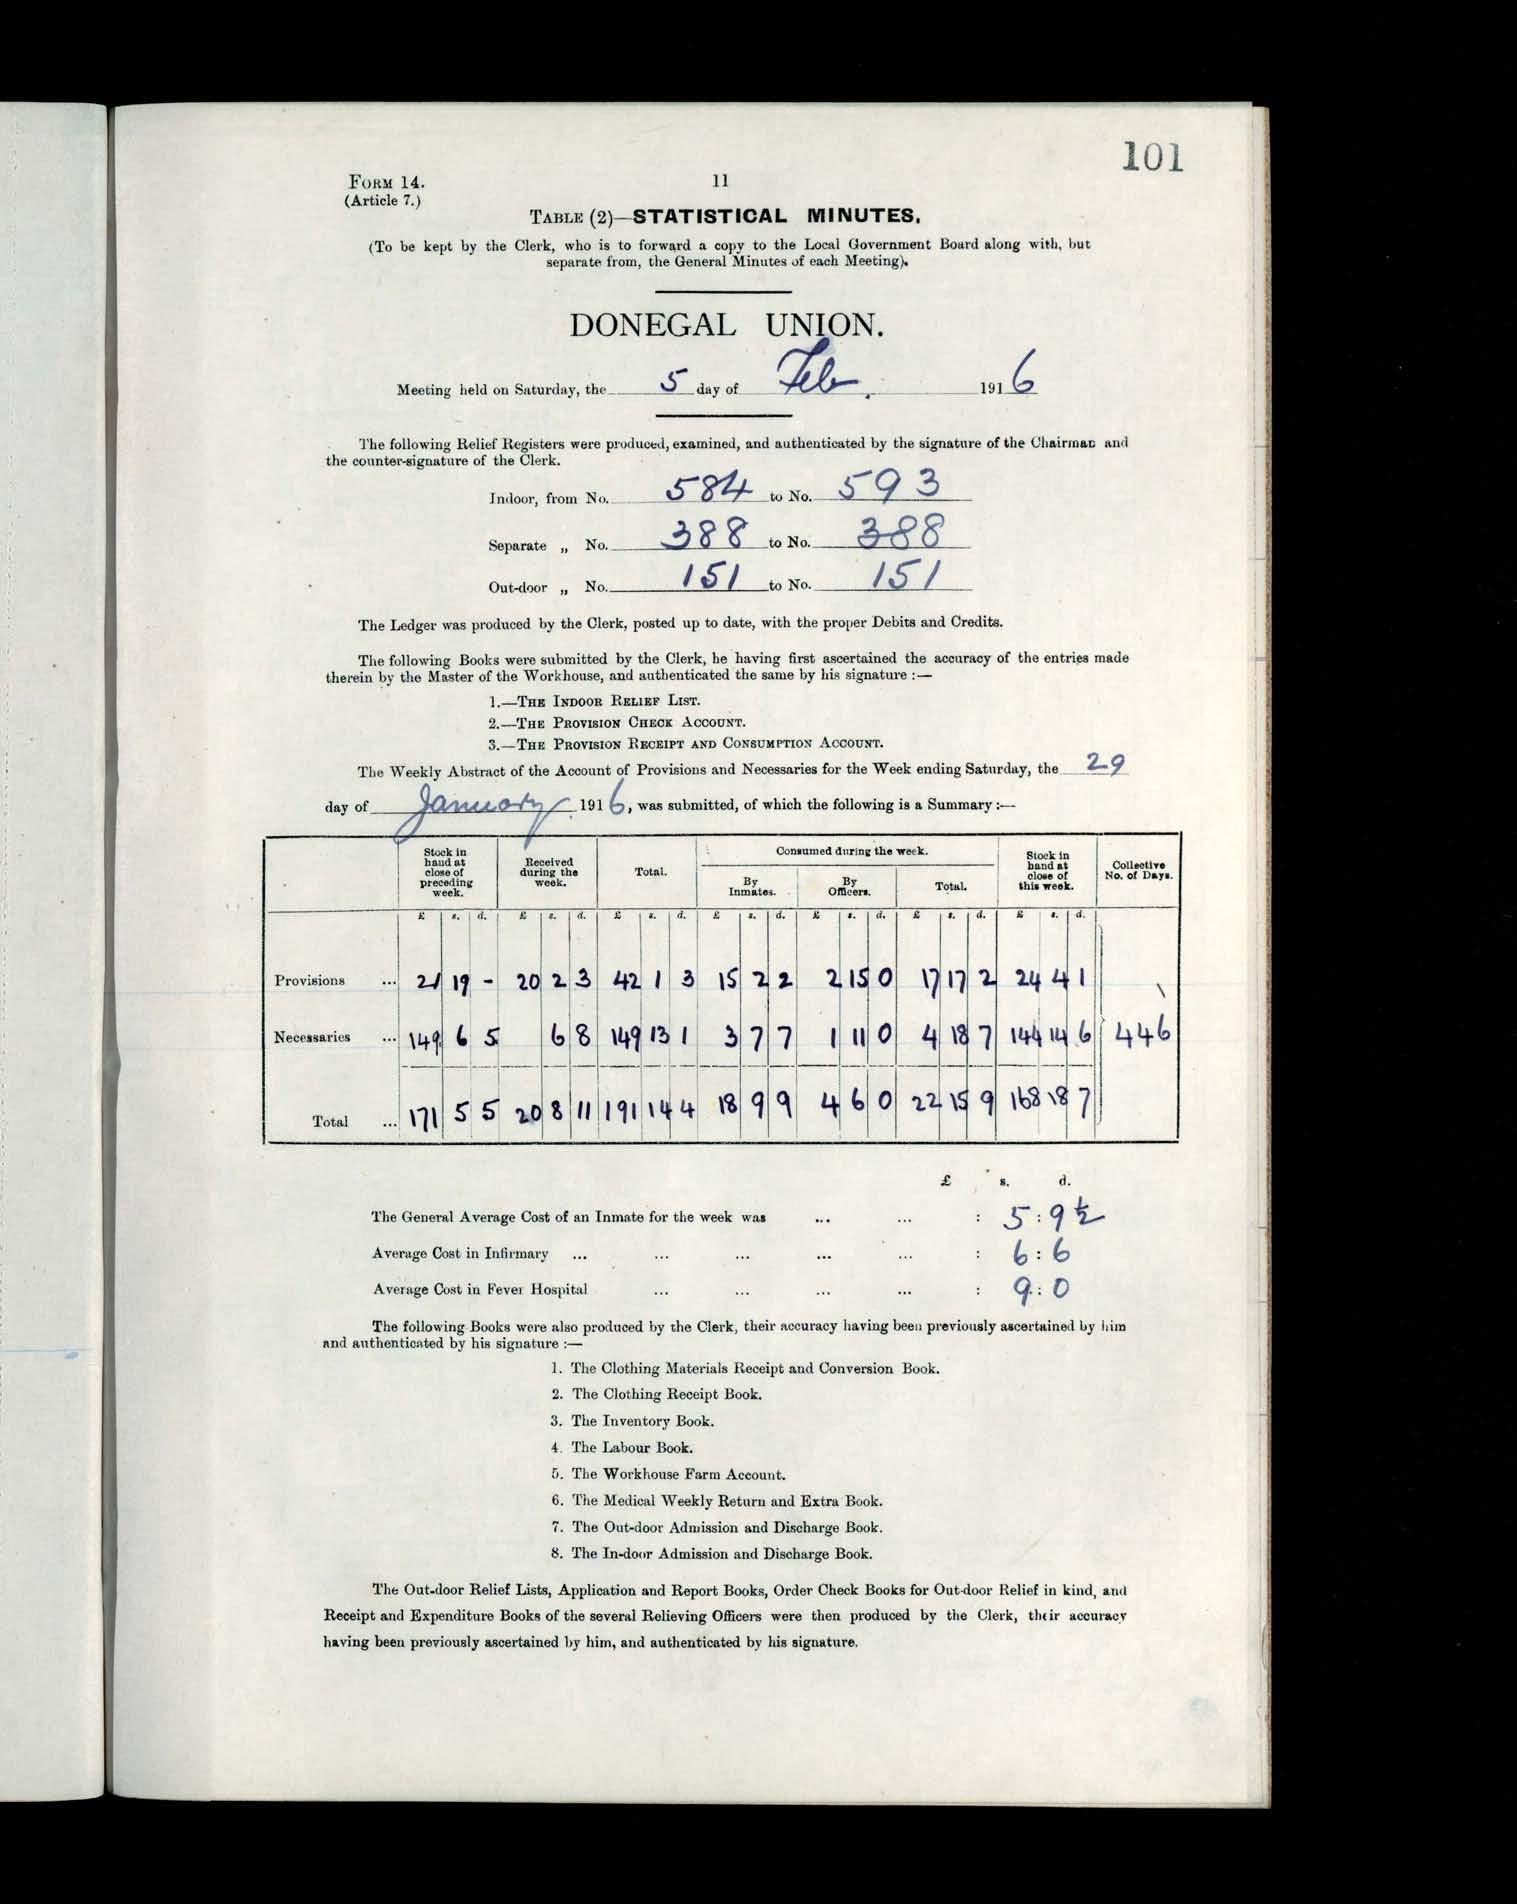 101
FORM 14.
(Article 7.)
11
TABLE (2)—STATISTICAL MINUTES.
(To be kept by the Clerk, who is to forward a copy to the Local Government Board along with, but
separate from, the General Minutes of each Meeting).
DONEGAL UNION.
Meeting held on Saturday, the 5 day of Feb. 1916
The following Relief Registers were produced, examined, and authenticated by the signature of the Chairman and
the counter-signature of the Clerk.
Indoor, from No. 584 to No. 593
Separate „ No. 388 to No. 388
Out-door „ No. 151 to No. 151
The Ledger was produced by the Clerk, posted up to date, with the proper Debits and Credits.
The following Books were submitted by the Clerk, he having first ascertained the accuracy of the entries made
therein by the Master of the Workhouse, and authenticated the same by his signature :—
1.—THE INDOOR RELIEF LIST.
2.—THE PROVISION CHECK ACCOUNT.
3.—THE PROVISION RECEIPT AND CONSUMPTION ACCOUNT.
The Weekly Abstract of the Account of Provisions and Necessaries for the Week ending Saturday, the 29
day of January. 1916, was submitted, of which the following is a Summary :—
Stock in hand at close of preceding week. Received during the week. Total. Consumed during the week. Stock in hand at close of this week. Collective No. of Days.
By Inmates. By Officers. Total.
£ s. d. £ s. d. £ s. d. £ s. d. £ s. d. £ s. d. £ s. d.
Provisions ... 21 19 - 20 2 3 42 1 3 15 2 2 2 15 0 17 17 2 24 4 1
Necessaries ... 149 6 5 6 8 149 13 1 3 7 7 1 11 0 4 18 7 144 14 6 446
Total ... 171 5 5 20 8 11 191 14 4 18 9 9 4 6 0 22 15 9 168 18 7
£ s. d.
The General Average Cost of an Inmate for the week was ... ... : 5 : 9 1/2
Average Cost in Infirmary ... ... ... ... ... : 6 : 6
Average Cost in Fever Hospital ... ... ... ... : 9 : 0
The following Books were also produced by the Clerk, their accuracy having been previously ascertained by him
and authenticated by his signature :—
1. The Clothing Materials Receipt and Conversion Book.
2. The Clothing Receipt Book.
3. The Inventory Book.
4. The Labour Book.
5. The Workhouse Farm Account.
6. The Medical Weekly Return and Extra Book.
7. The Out-door Admission and Discharge Book.
8. The In-door Admission and Discharge Book.
The Out-door Relief Lists, Application and Report Books, Order Check Books for Out-door Relief in kind, and
Receipt and Expenditure Books of the several Relieving Officers were then produced by the Clerk, their accuracy
having been previously ascertained by him, and authenticated by his signature.